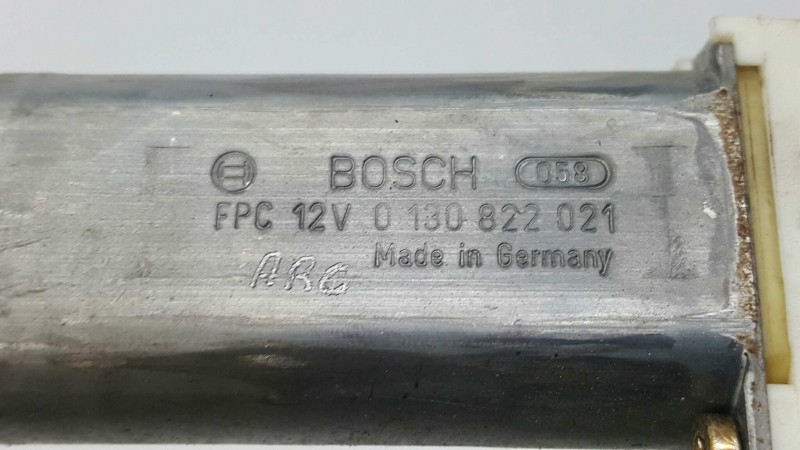 BOSCH 058
FPC 12V 0 130 822 021
Made in Germany
ARG